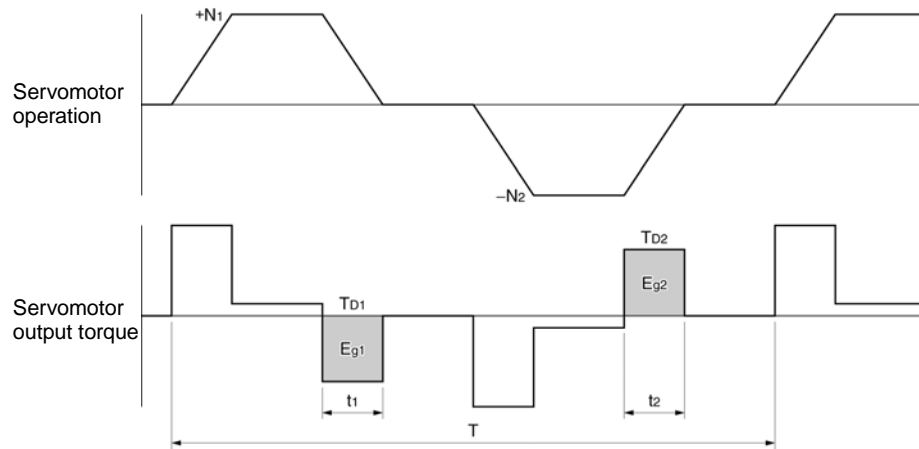 +N1
Servomotor
operation
−N2
TD2
Eg2
TD1
Servomotor
output torque
Eg1
t1
t2
T